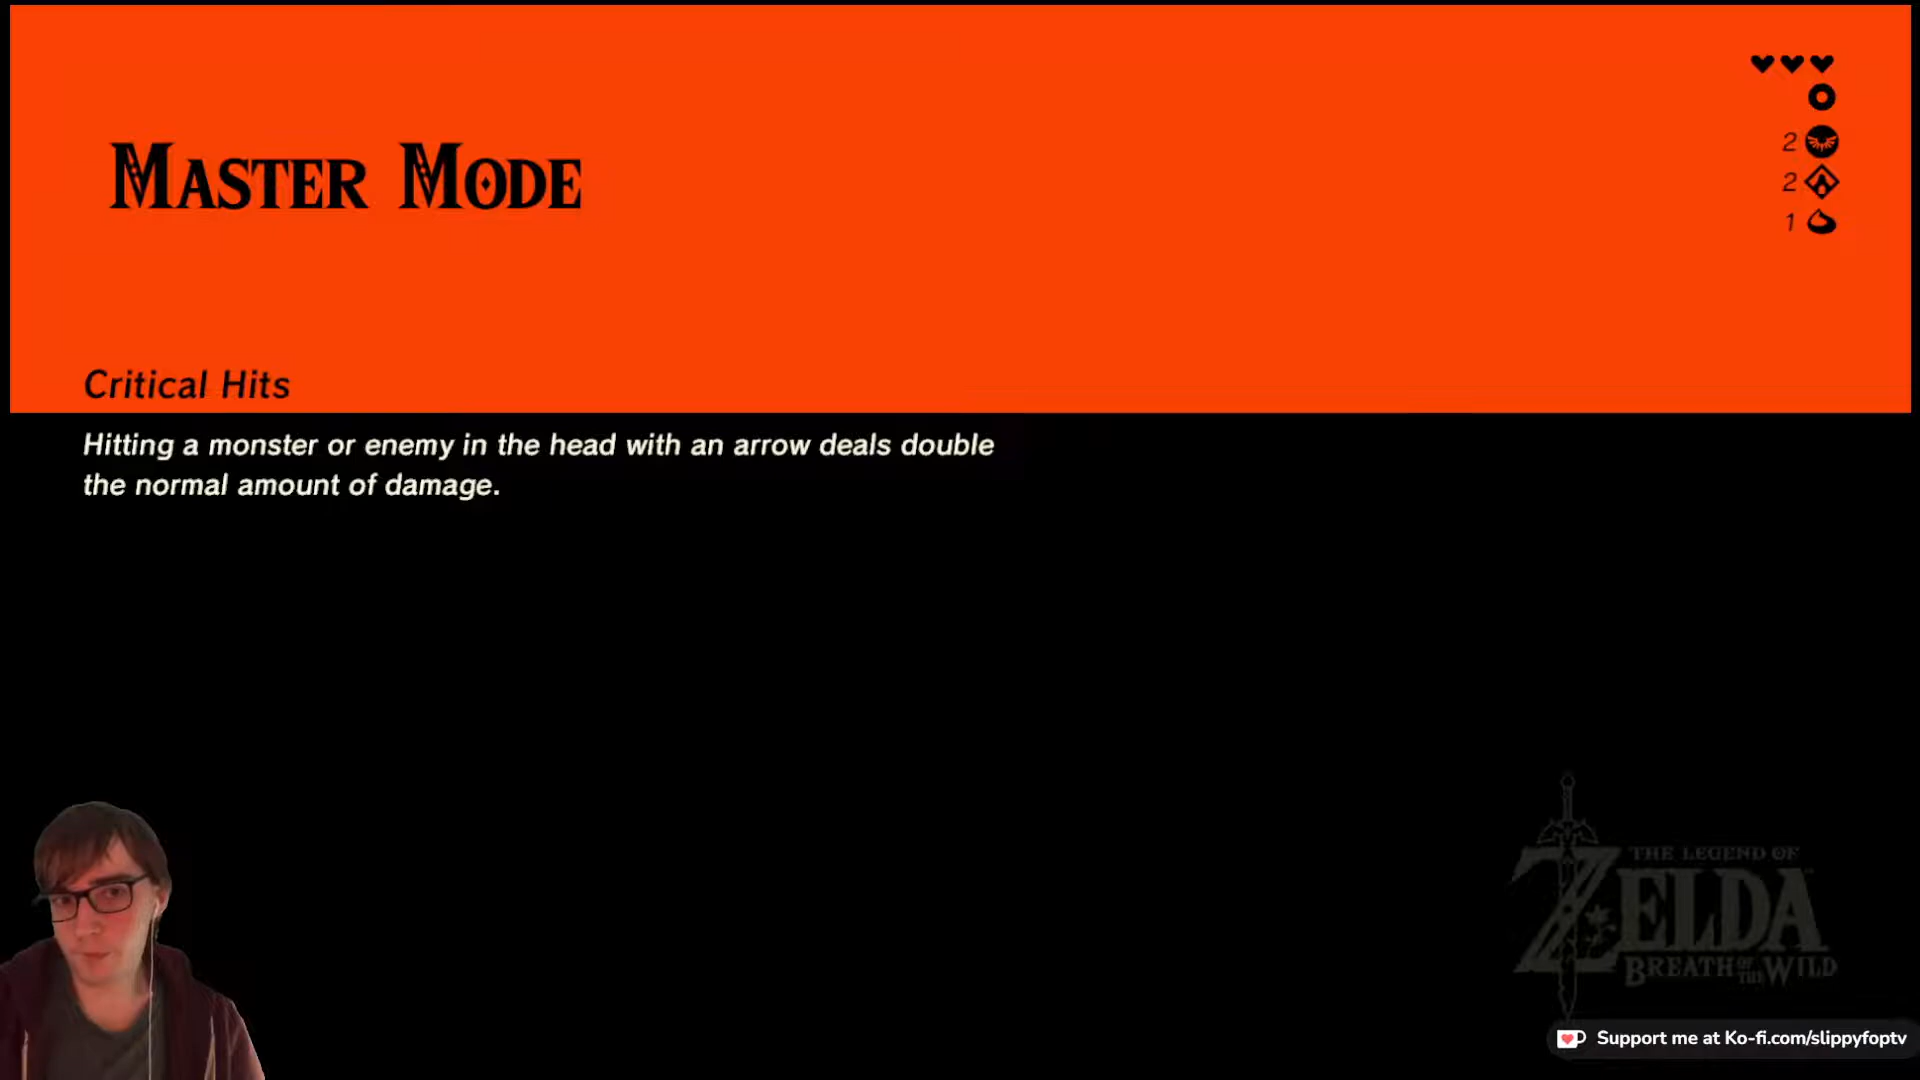 MASTER MODE
2
2
1
Critical Hits
Hitting a monster or enemy in the head with an arrow deals double
the normal amount of damage.
THE LEGEND OF
ZELDA
BREATH OF THE WILD
Support me at Ko-fi.com/slippyfoptv